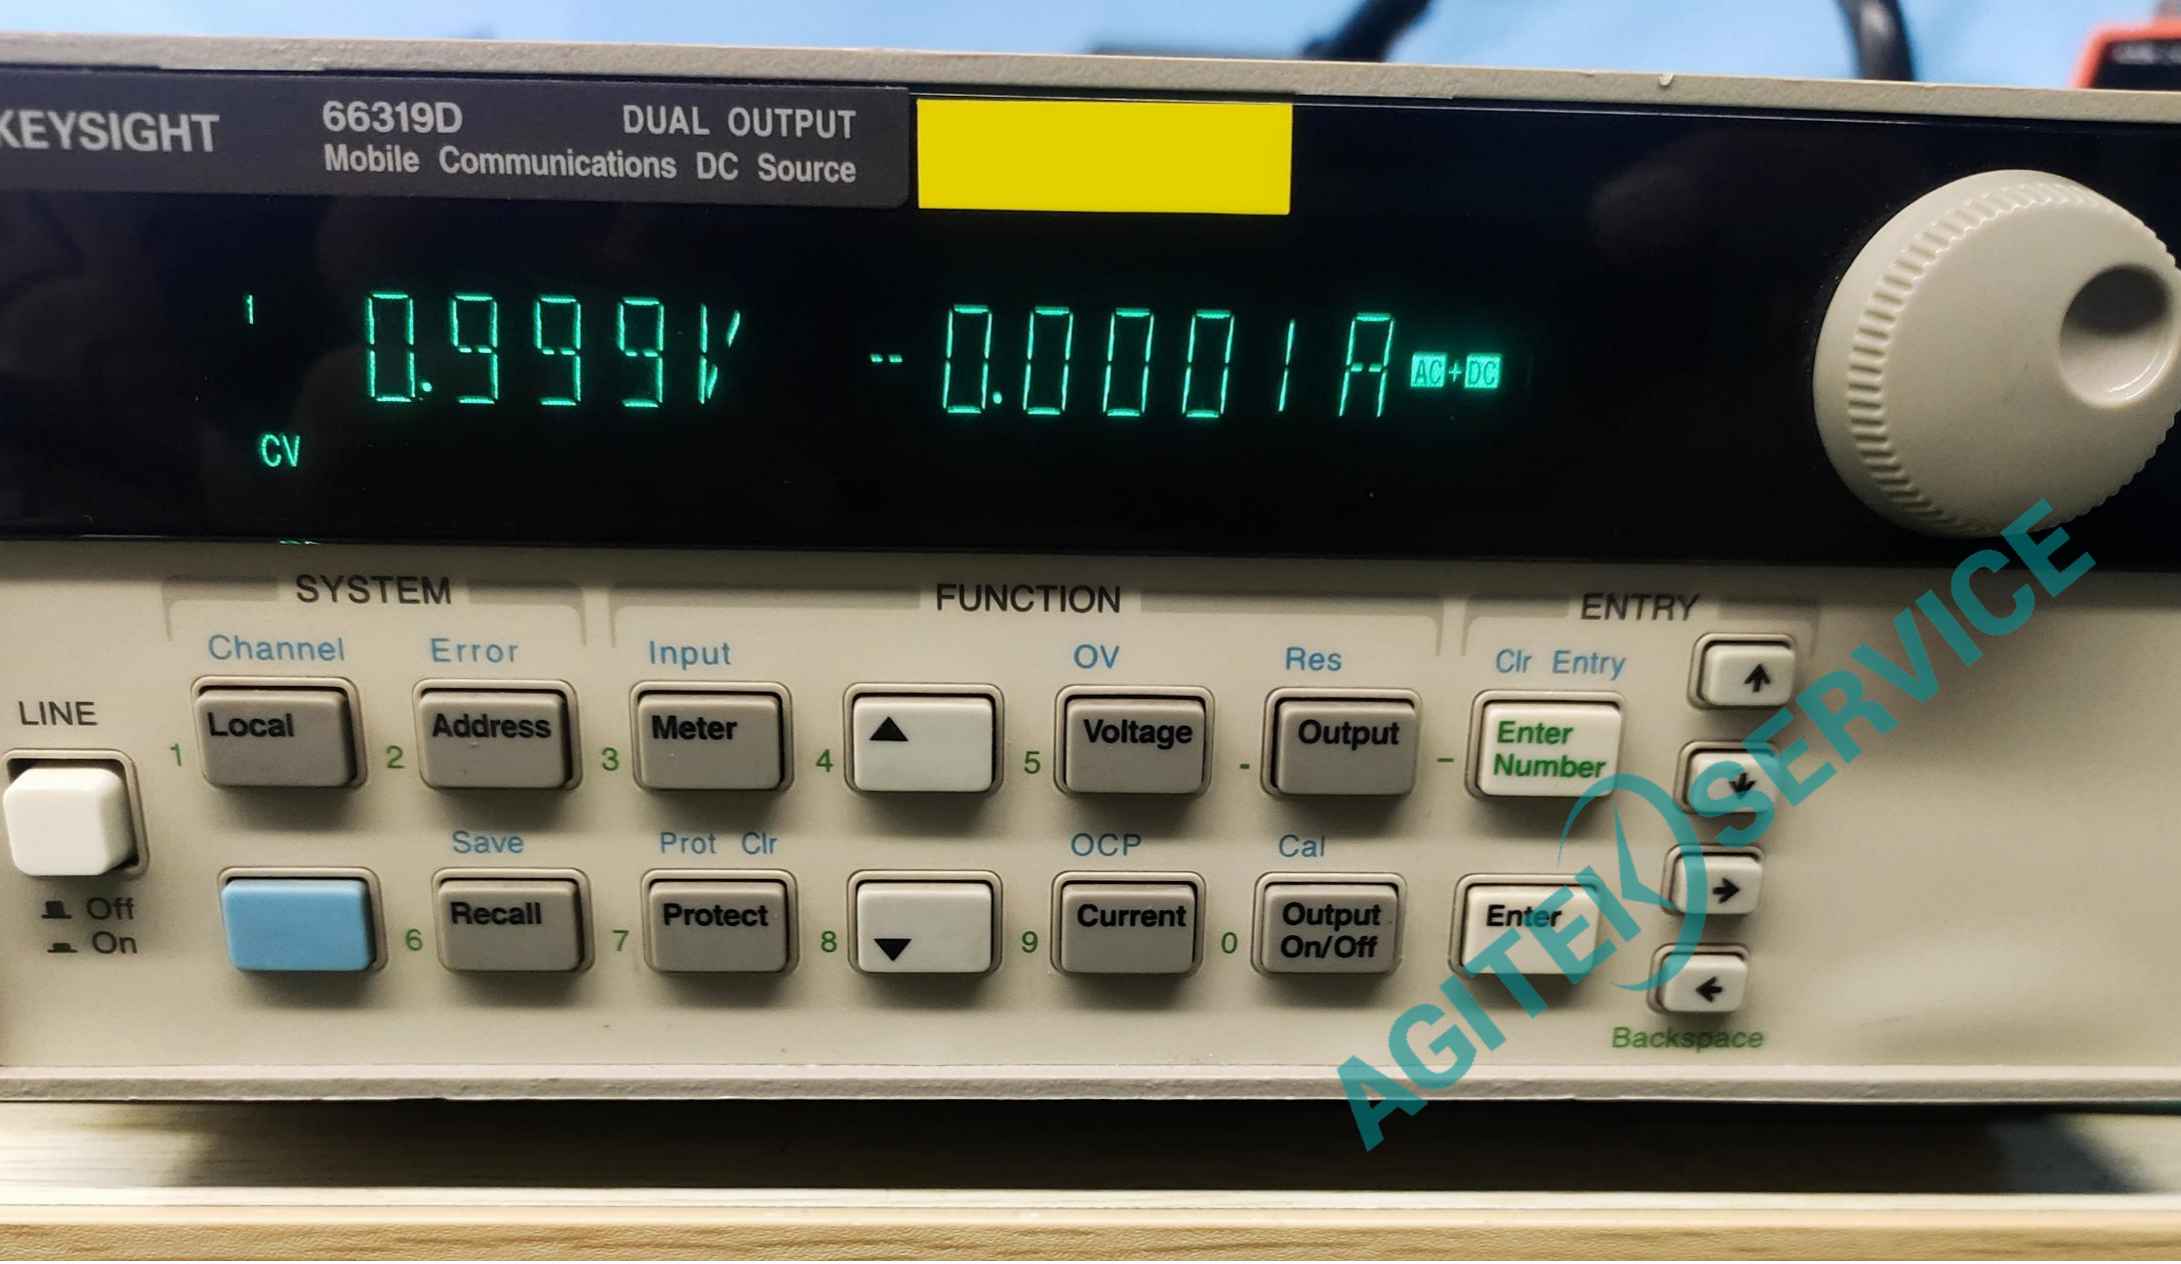 KEYSIGHT
66319D DUAL OUTPUT
Mobile Communications DC Source
1 0.999V -0.0001A AC+DC
CV
SYSTEM FUNCTION ENTRY
Channel Error Input OV Res Clr Entry
LINE
Local Address Meter Voltage Output Enter Number
1 2 3 4 5 - -
Save Prot Clr OCP Cal
Recall Protect Current Output On/Off Enter
6 7 8 9 0
Off
On
Backspace
AGITEK SERVICE